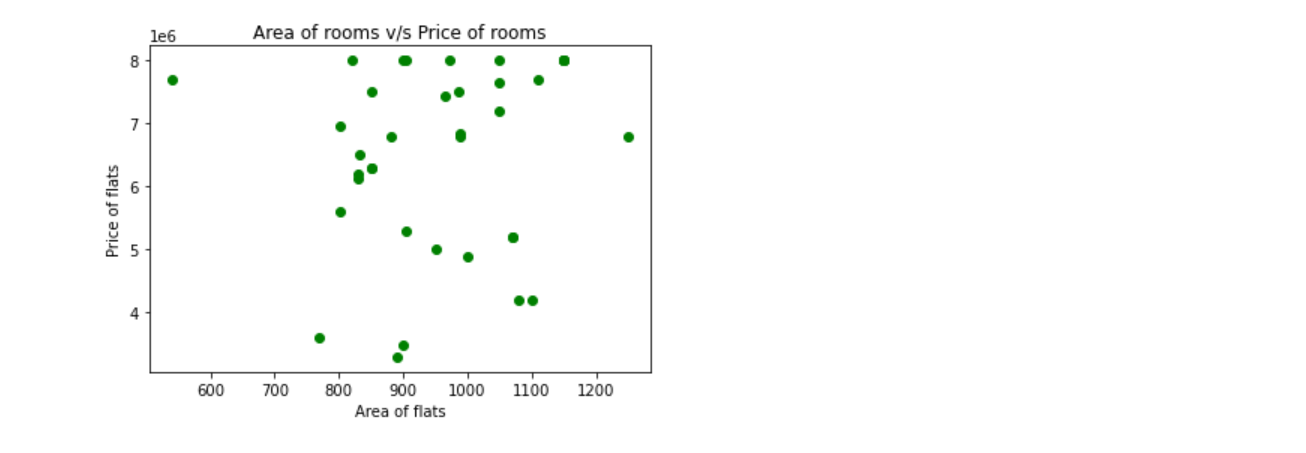 Area of rooms v/s Price of rooms
1e6
8
7
6
5
4
Price of flats
600 700 800 900 1000 1100 1200
Area of flats